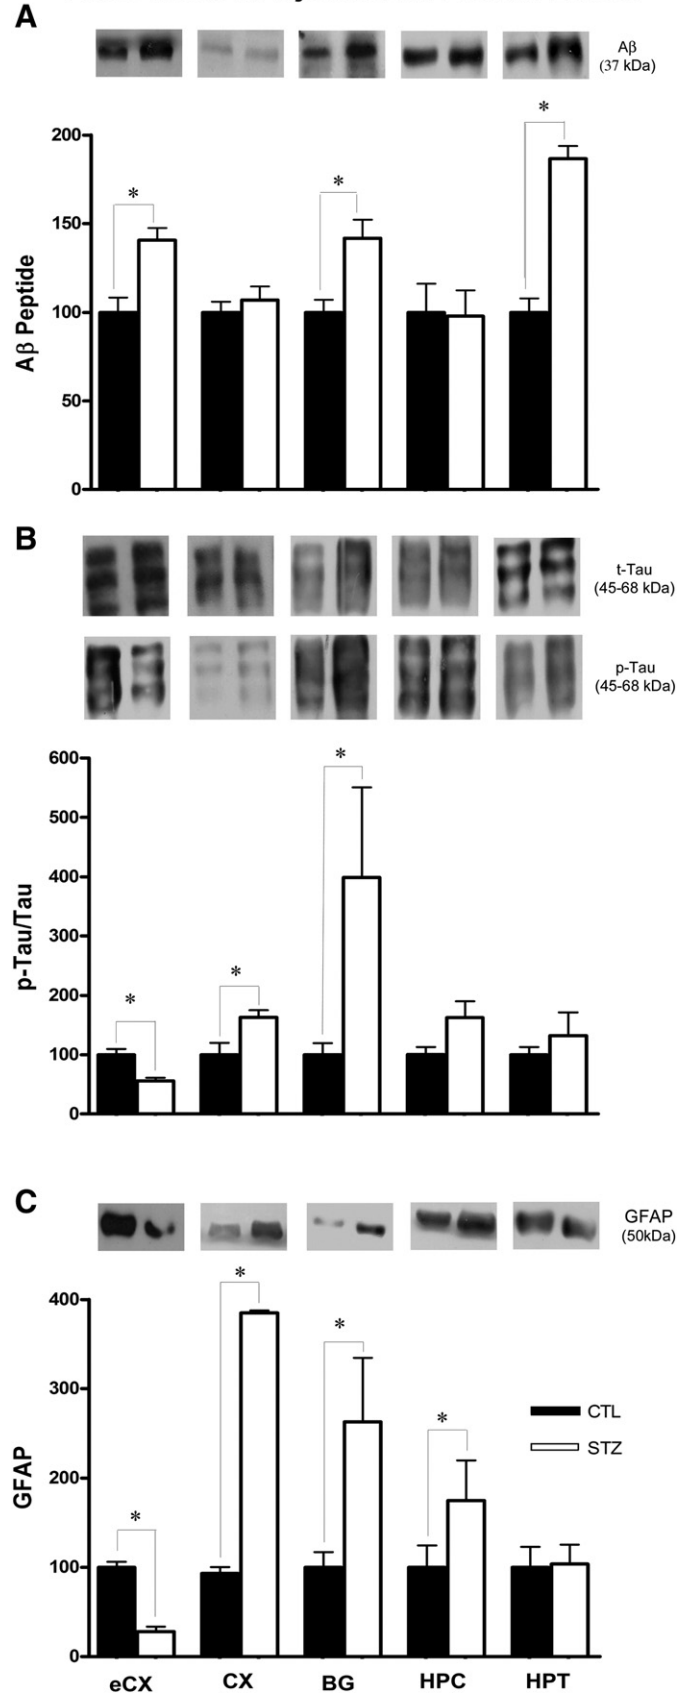 A
Aβ
(37 kDa)
*
*
*
200
150
100
50
0
Aβ Peptide
B
t-Tau
(45-68 kDa)
p-Tau
(45-68 kDa)
*
*
*
600
500
400
300
200
100
0
p-Tau/Tau
C
GFAP
(50kDa)
*
*
*
*
400
300
200
100
0
GFAP
CTL
STZ
eCX CX BG HPC HPT